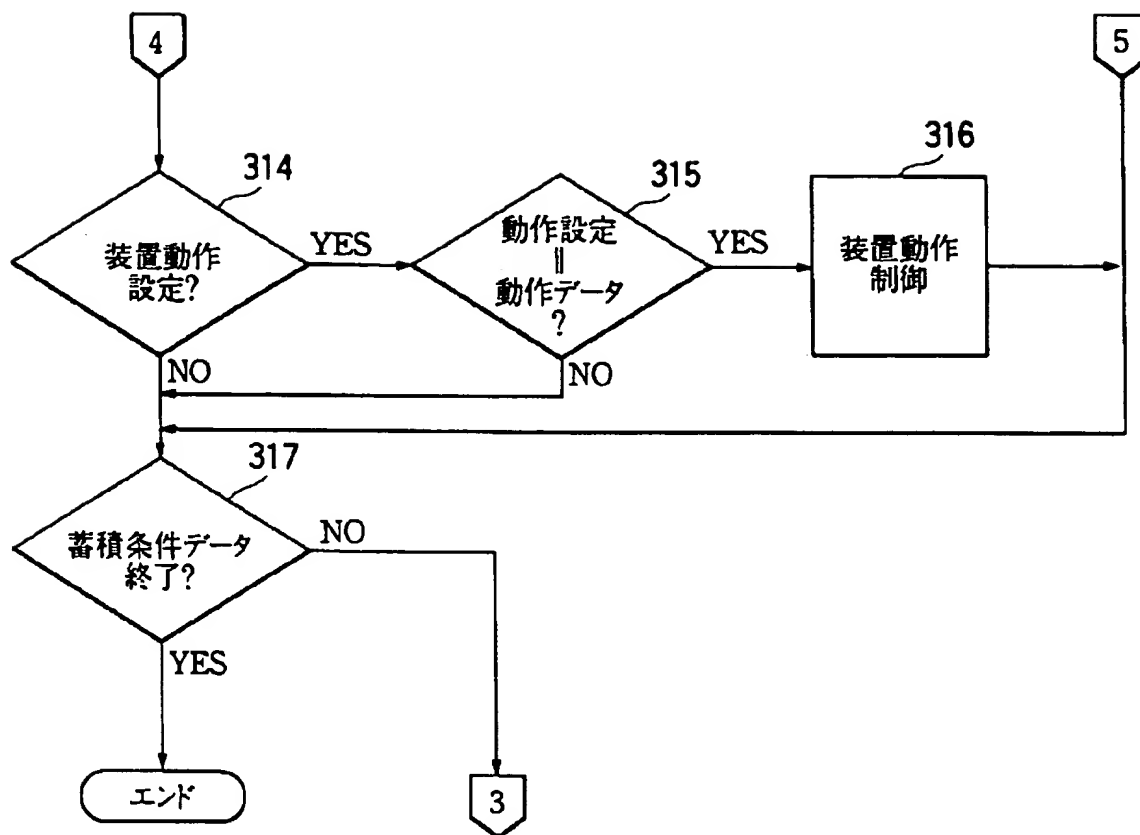 4
5
314
装置動作
設定?
YES
315
動作設定
=
動作データ
?
YES
316
装置動作
制御
NO
NO
317
蓄積条件データ
終了?
NO
YES
エンド
3